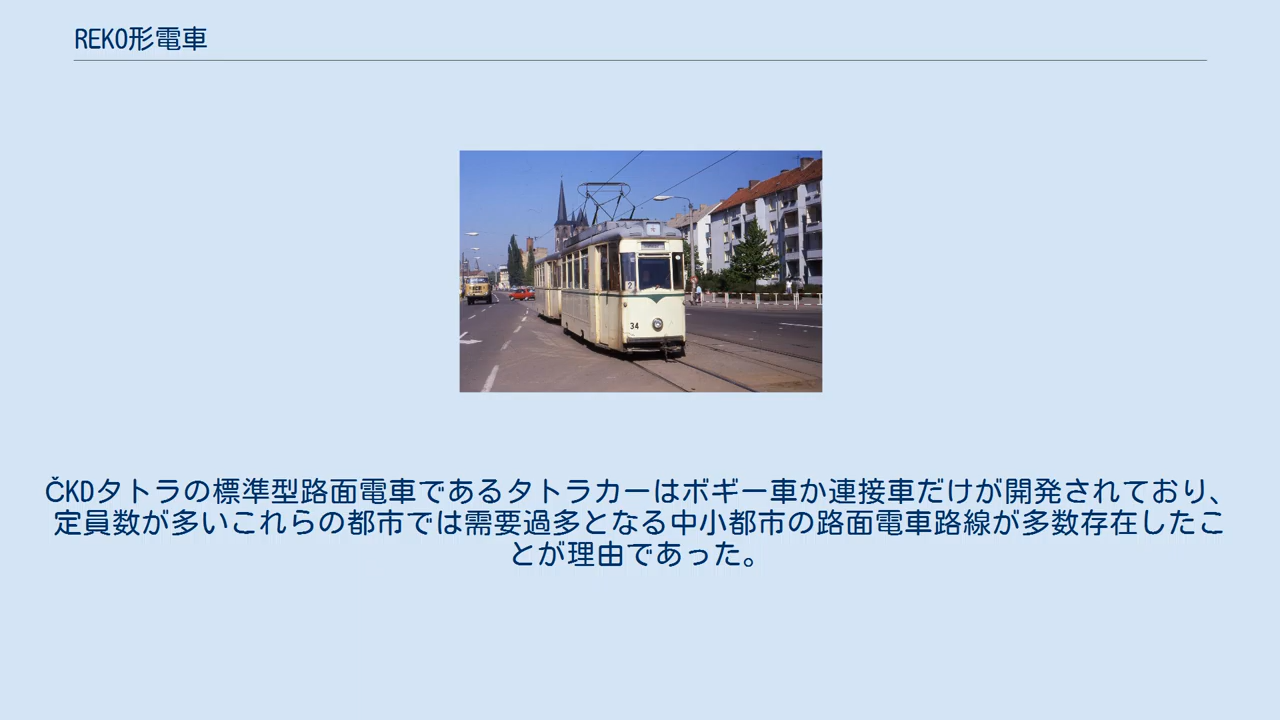 REKO形電車
2
34
ČKDタトラの標準型路面電車であるタトラカーはボギー車か連接車だけが開発されており、
定員数が多いこれらの都市では需要過多となる中小都市の路面電車路線が多数存在したこ
とが理由であった。